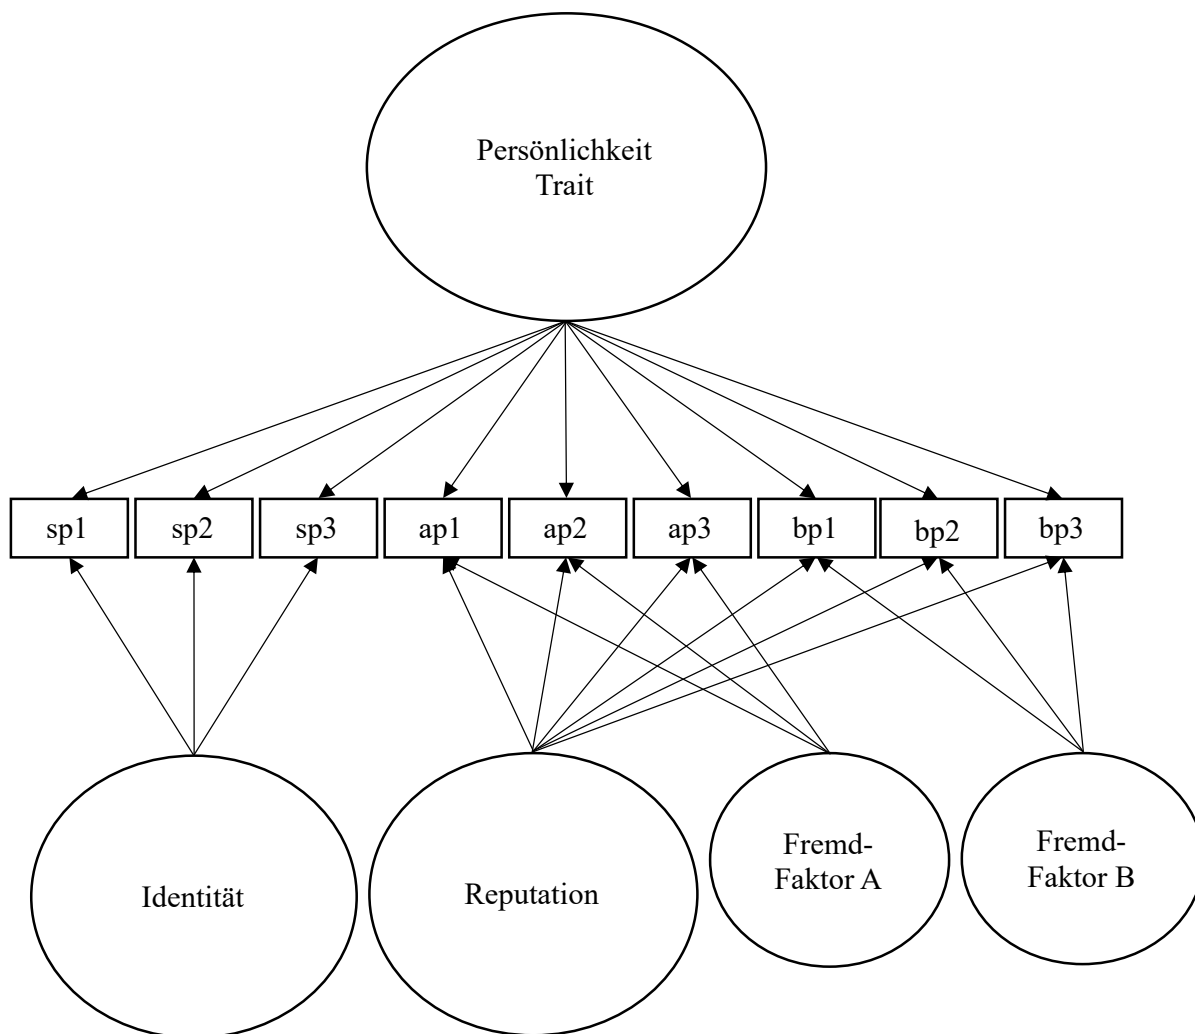 Persönlichkeit
Trait
sp1
sp2
sp3
ap1
ap2
ap3
bp1
bp2
bp3
Identität
Reputation
Fremd-
Faktor A
Fremd-
Faktor B